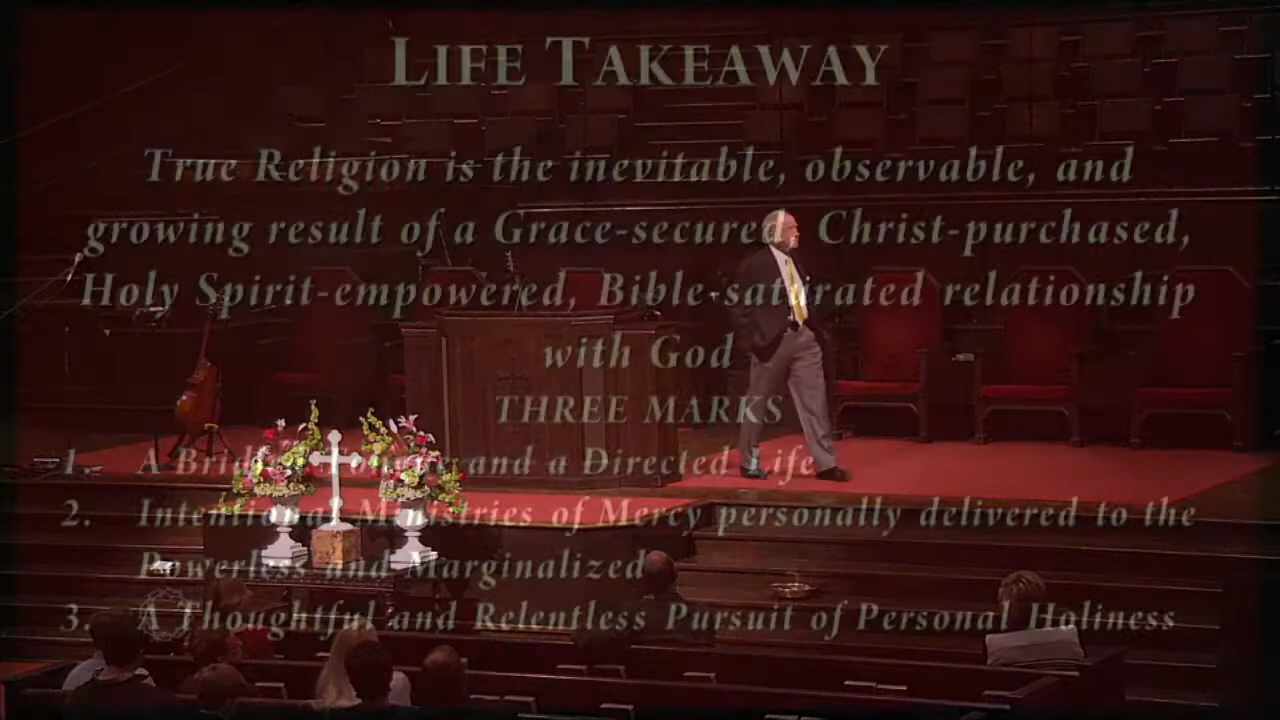 LIFE TAKEAWAY
True Religion is the inevitable, observable, and
growing result of a Grace-secured, Christ-purchased,
Holy Spirit-empowered, Bible-saturated relationship
with God
THREE MARKS
1. A Bridled Tongue and a Directed Life
2. Intentional Ministries of Mercy personally delivered to the
Powerless and Marginalized
3. A Thoughtful and Relentless Pursuit of Personal Holiness